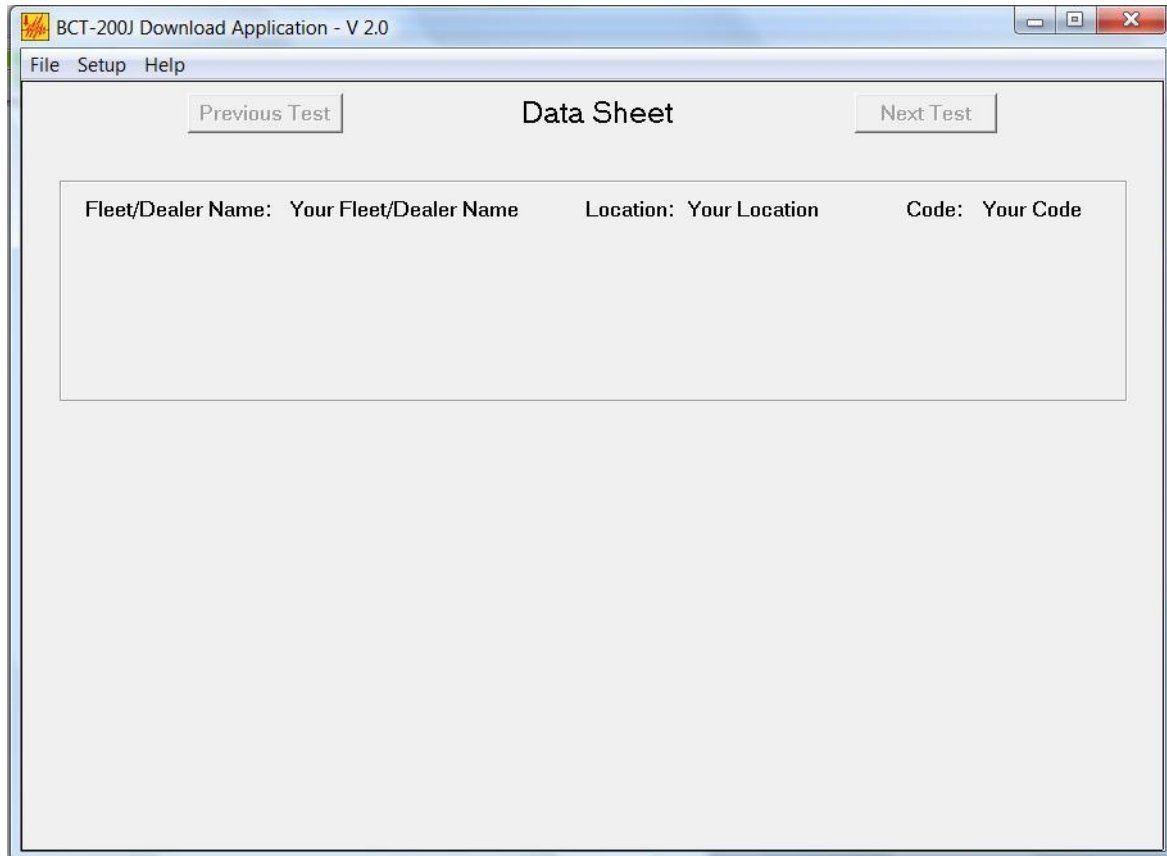 BCT-200J Download Application - V 2.0
File Setup Help
Previous Test Data Sheet Next Test
Fleet/Dealer Name: Your Fleet/Dealer Name Location: Your Location Code: Your Code